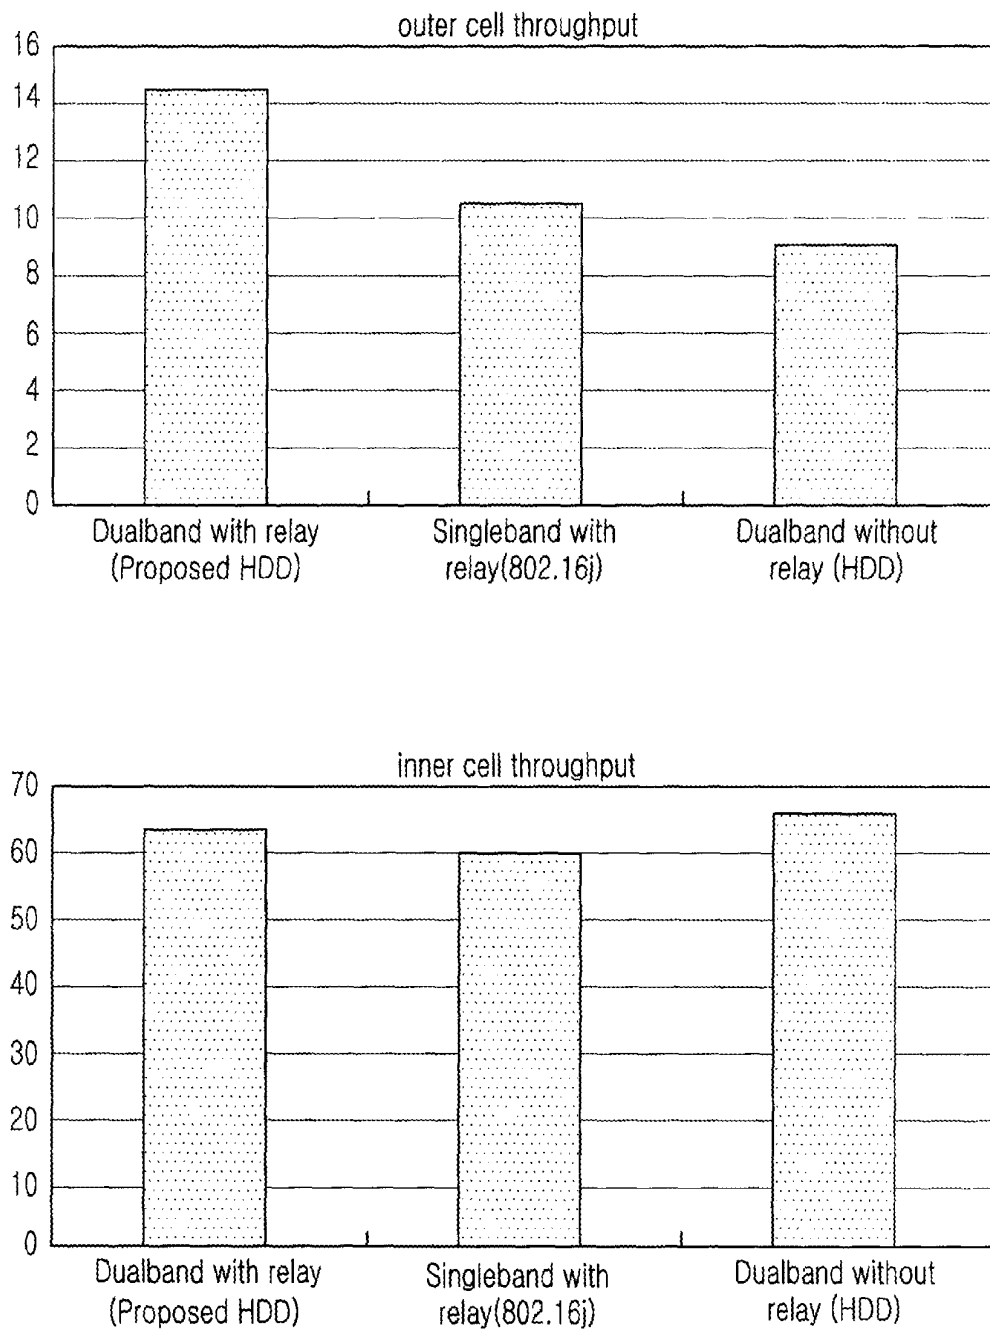 outer cell throughput
16
14
12
10
8
6
4
2
0
Dualband with relay
(Proposed HDD)
Singleband with
relay(802.16j)
Dualband without
relay (HDD)
inner cell throughput
70
60
50
40
30
20
10
0
Dualband with relay
(Proposed HDD)
Singleband with
relay(802.16j)
Dualband without
relay (HDD)